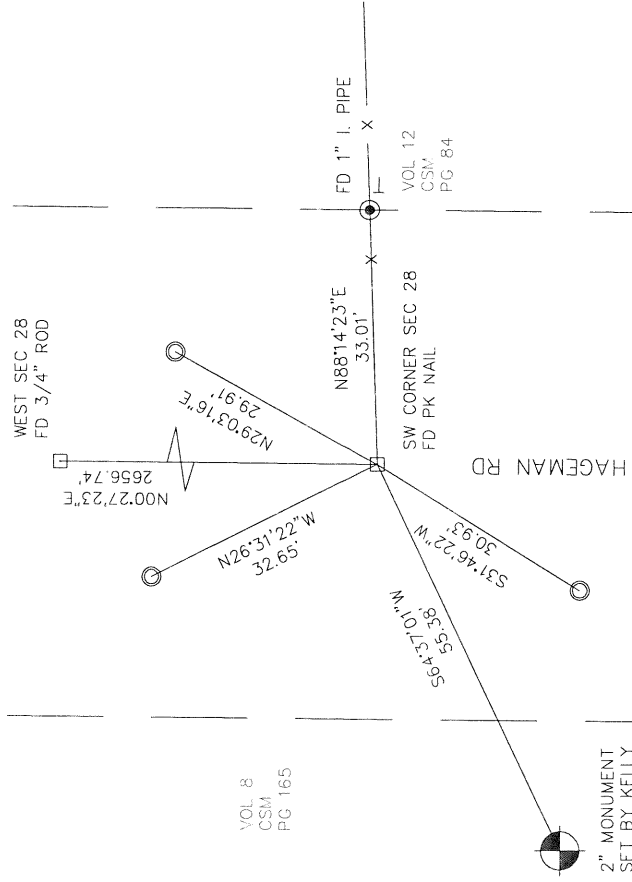 WEST SEC 28
FD 3/4" ROD
N00°27'23"E
2656.74'
N29°03'16"E
29.91'
N26°31'22"W
32.65'
FD 1" I. PIPE
N88°14'23"E
33.01'
VOL 12
CSM
PG 84
SW CORNER SEC 28
FD PK NAIL
HAGEMAN RD
S31°46'22"W
30.93'
S64°37'01"W
55.38'
VOL 8
CSM
PG 165
2" MONUMENT
SET BY KELLY